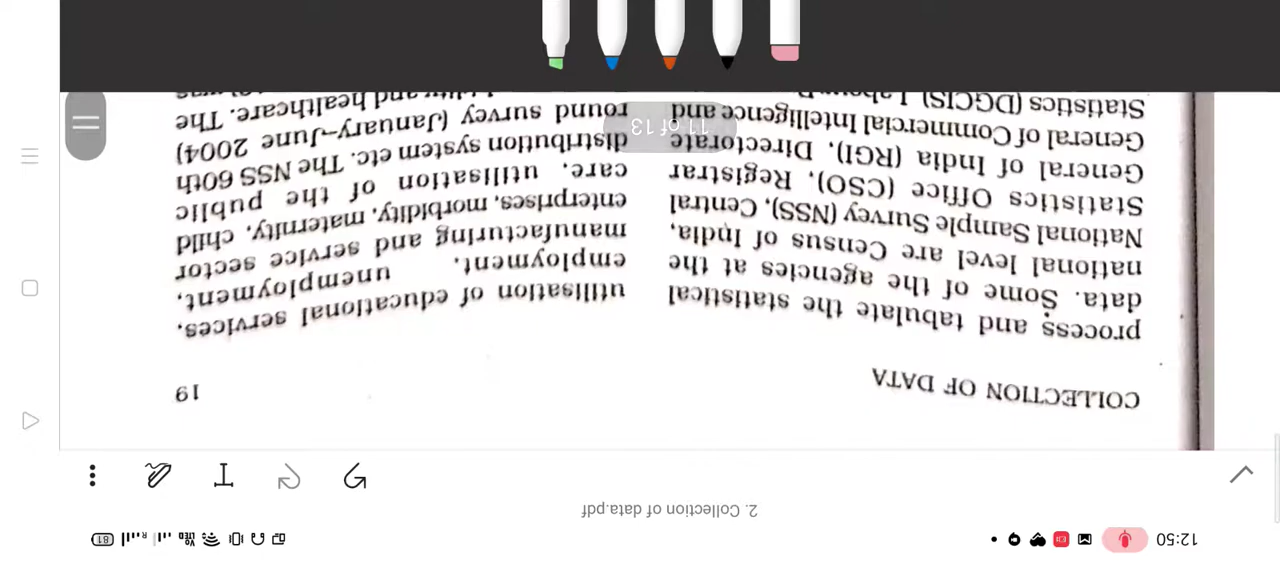 12:50
81
2. Collection of data.pdf
COLLECTION OF DATA
19
process and tabulate the statistical
data. Some of the agencies at the
national level are Census of India,
National Sample Survey (NSS), Central
Statistics Office (CSO), Registrar
General of India (RGI), Directorate
General of Commercial Intelligence and
Statistics (DGCIS), Labour
utilisation of educational services,
employment, unemployment,
manufacturing and service sector
enterprises, morbidity, maternity, child
care, utilisation of the public
distribution system etc. The NSS 60th
round survey (January–June 2004)
and healthcare. The
11 of 13